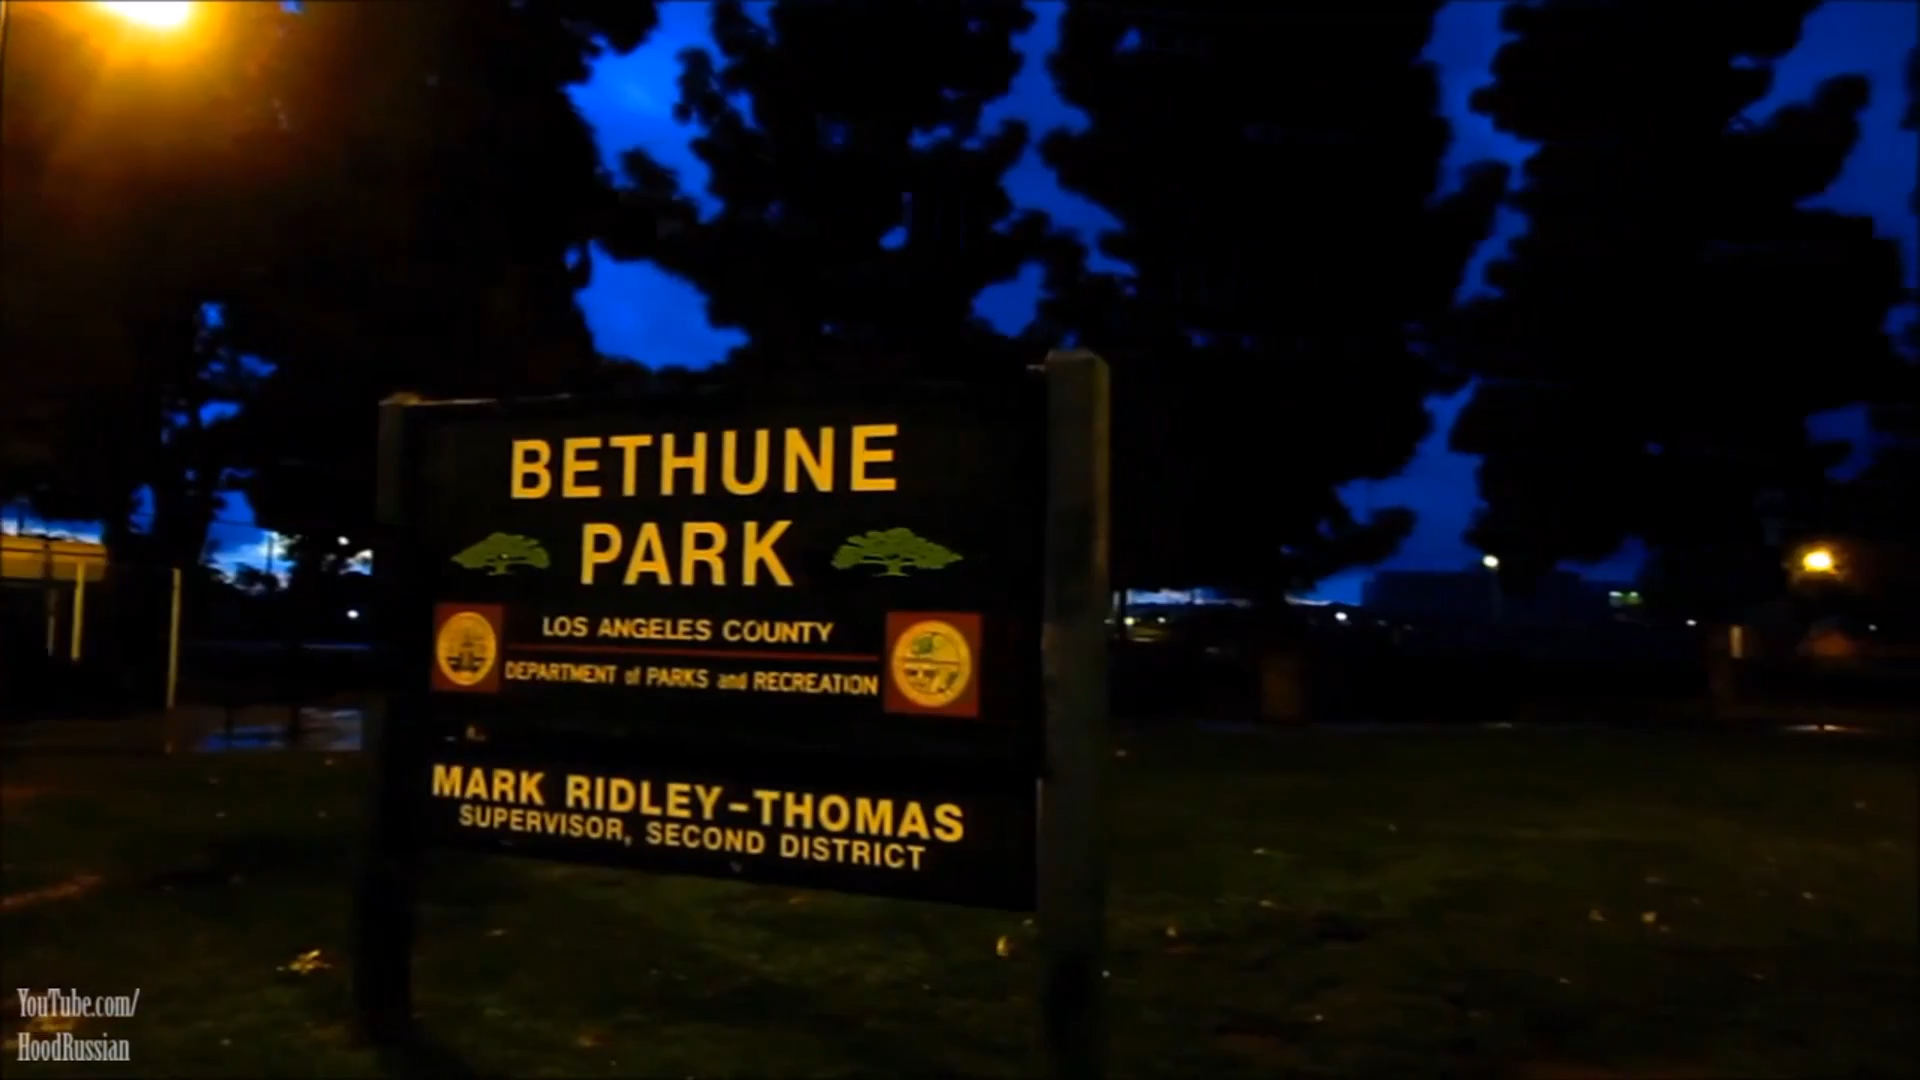 BETHUNE
PARK
LOS ANGELES COUNTY
DEPARTMENT of PARKS and RECREATION
MARK RIDLEY-THOMAS
SUPERVISOR, SECOND DISTRICT
YouTube.com/
HoodRussian